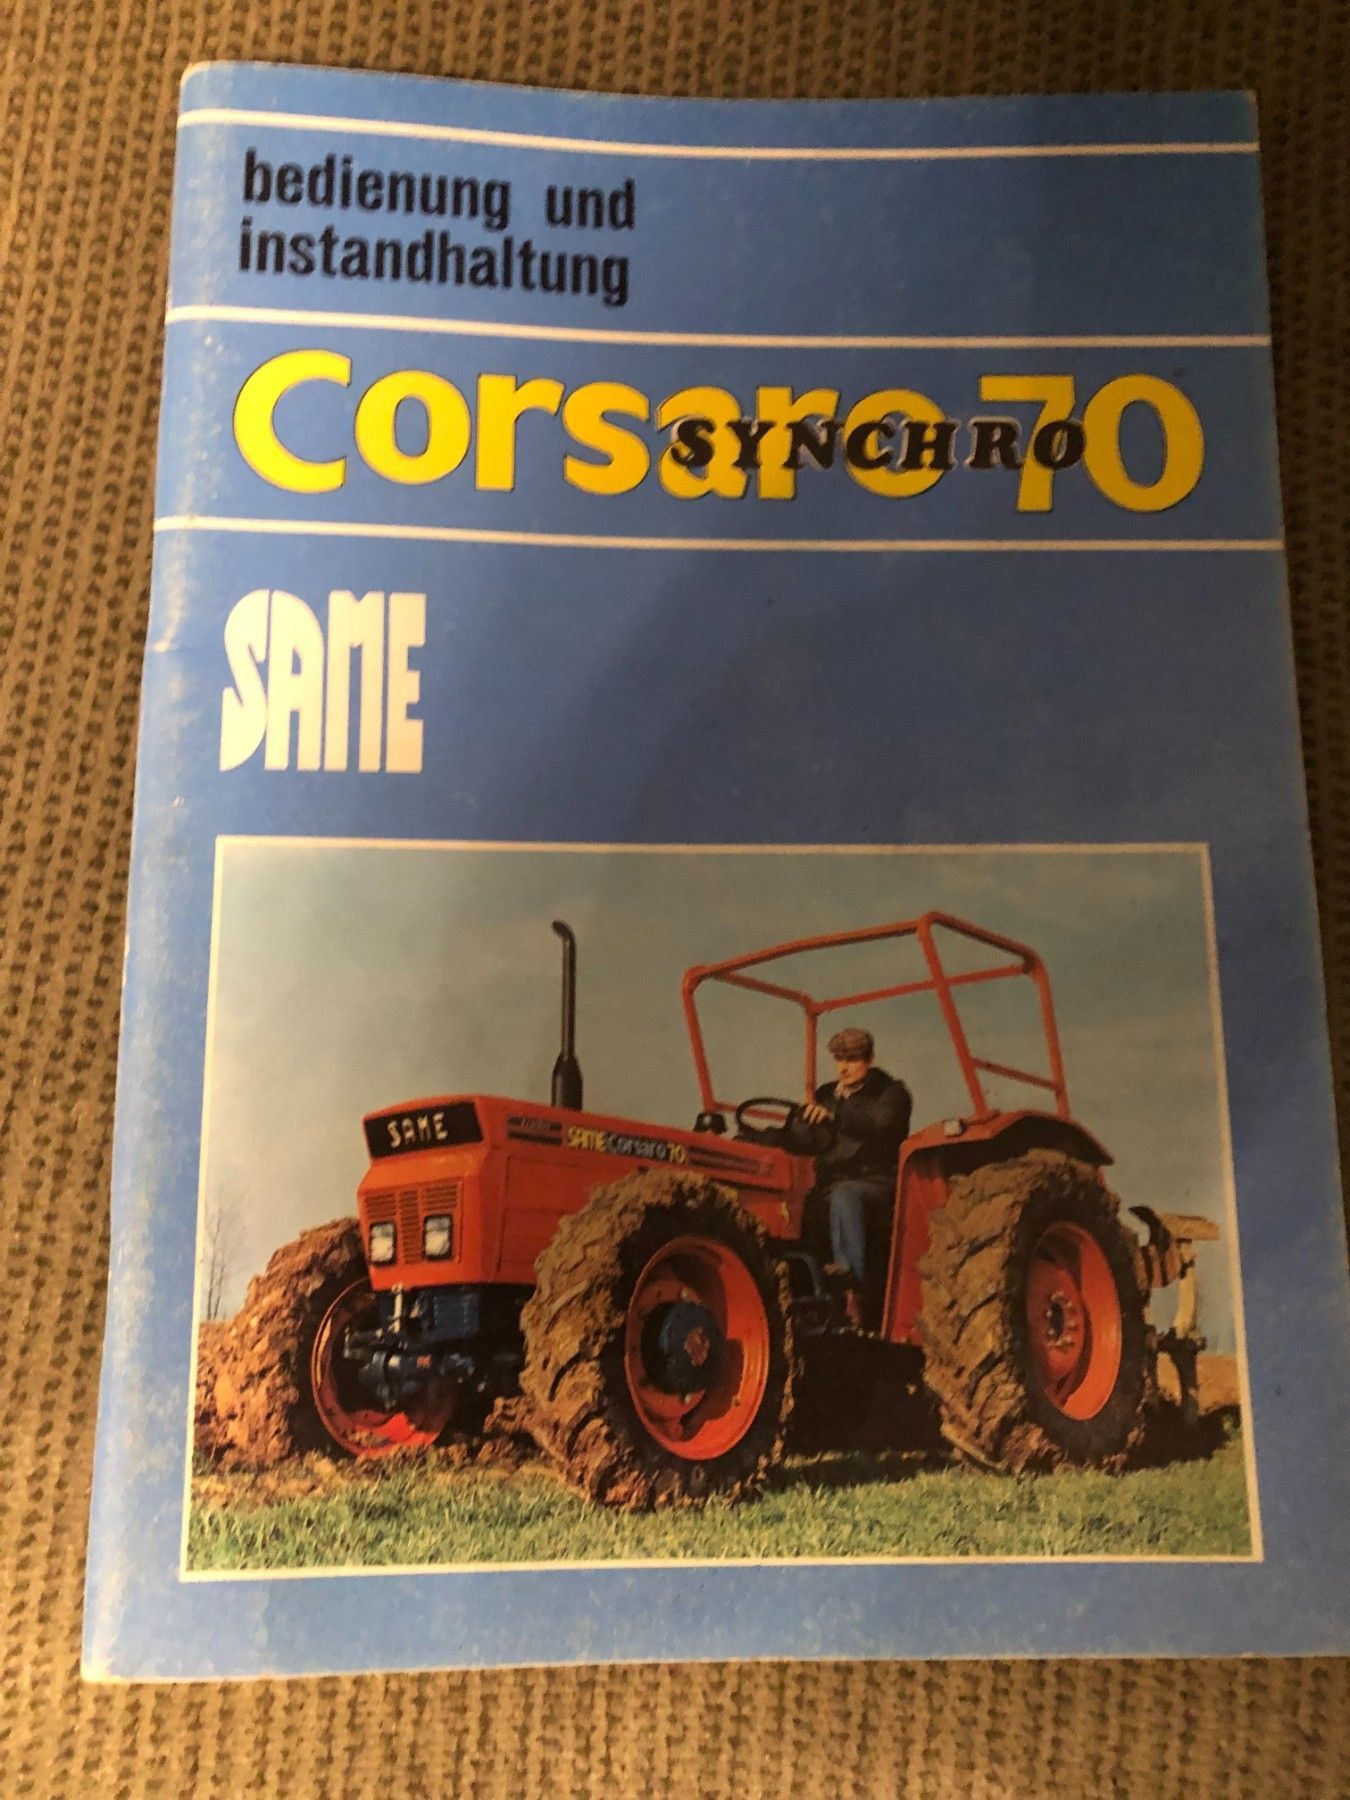 bedienung und
instandhaltung
Corsaro 70
SYNCHRO
SAME
SAME
SAME Corsaro 70